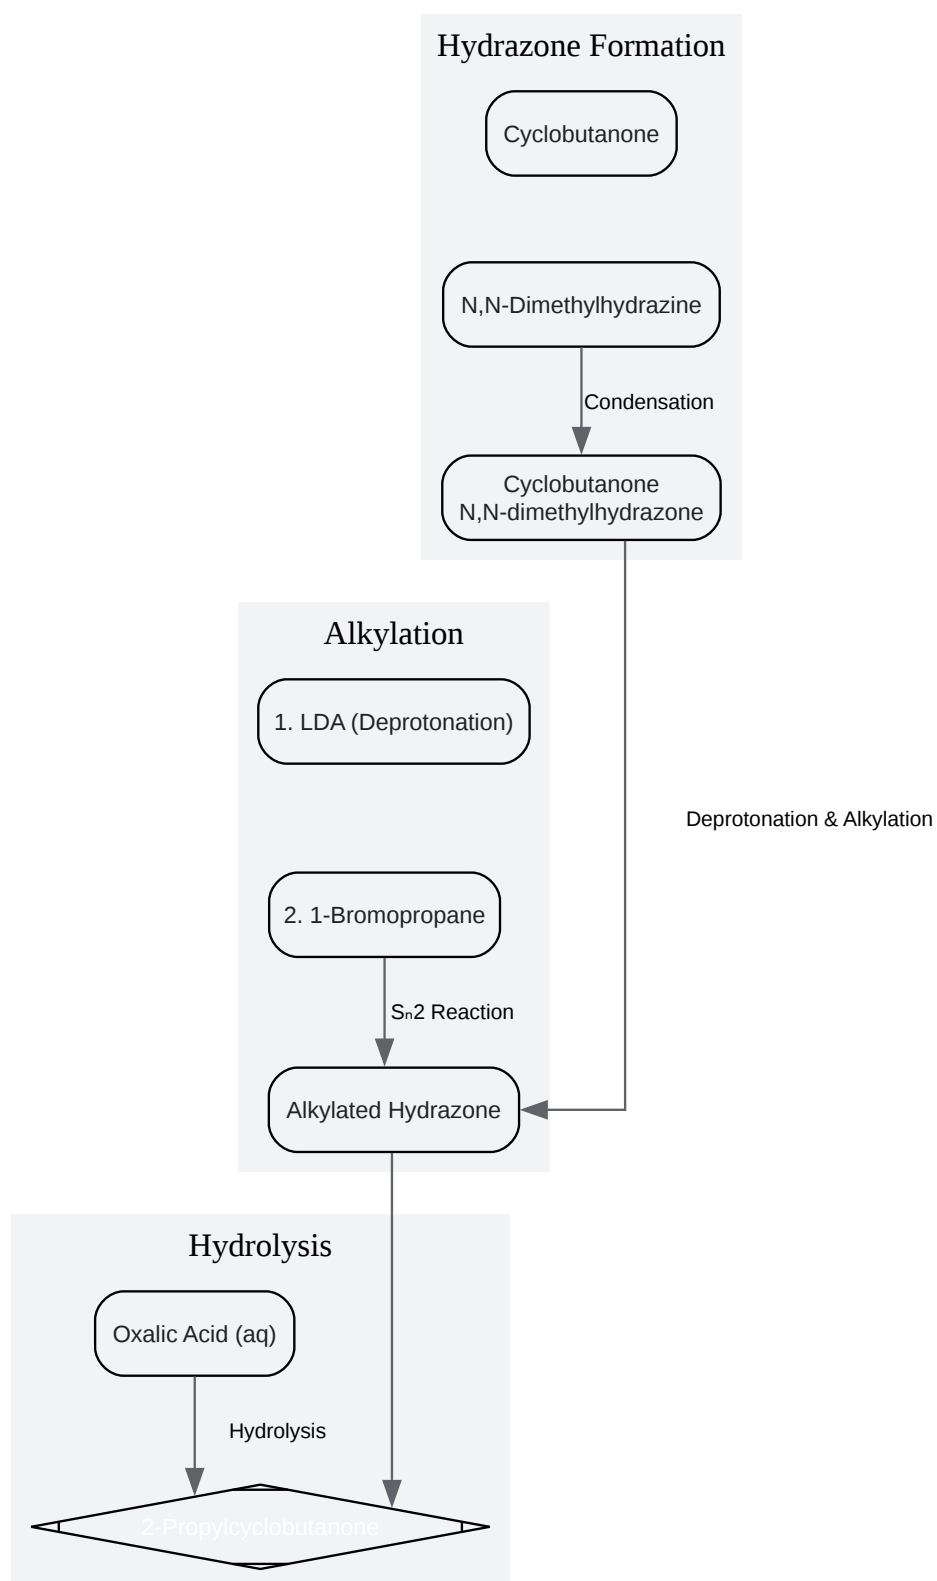 Hydrazone Formation
Cyclobutanone
N,N-Dimethylhydrazine
Condensation
Cyclobutanone
N,N-dimethylhydrazone
Alkylation
1. LDA (Deprotonation)
Deprotonation & Alkylation
2. 1-Bromopropane
Sₙ2 Reaction
Alkylated Hydrazone
Hydrolysis
Oxalic Acid (aq)
Hydrolysis
2-Propylcyclobutanone